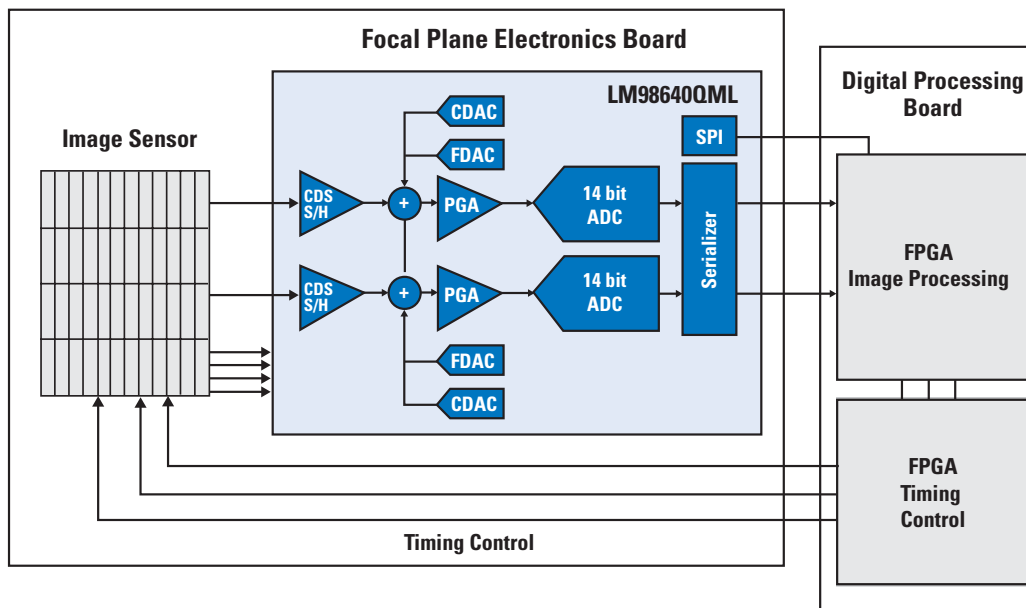 Focal Plane Electronics Board
Digital Processing
Board
LM98640QML
Image Sensor
CDAC
FDAC
SPI
CDS
S/H
+
PGA
14 bit
ADC
Serializer
FPGA
Image Processing
CDS
S/H
+
PGA
14 bit
ADC
FDAC
CDAC
FPGA
Timing
Control
Timing Control